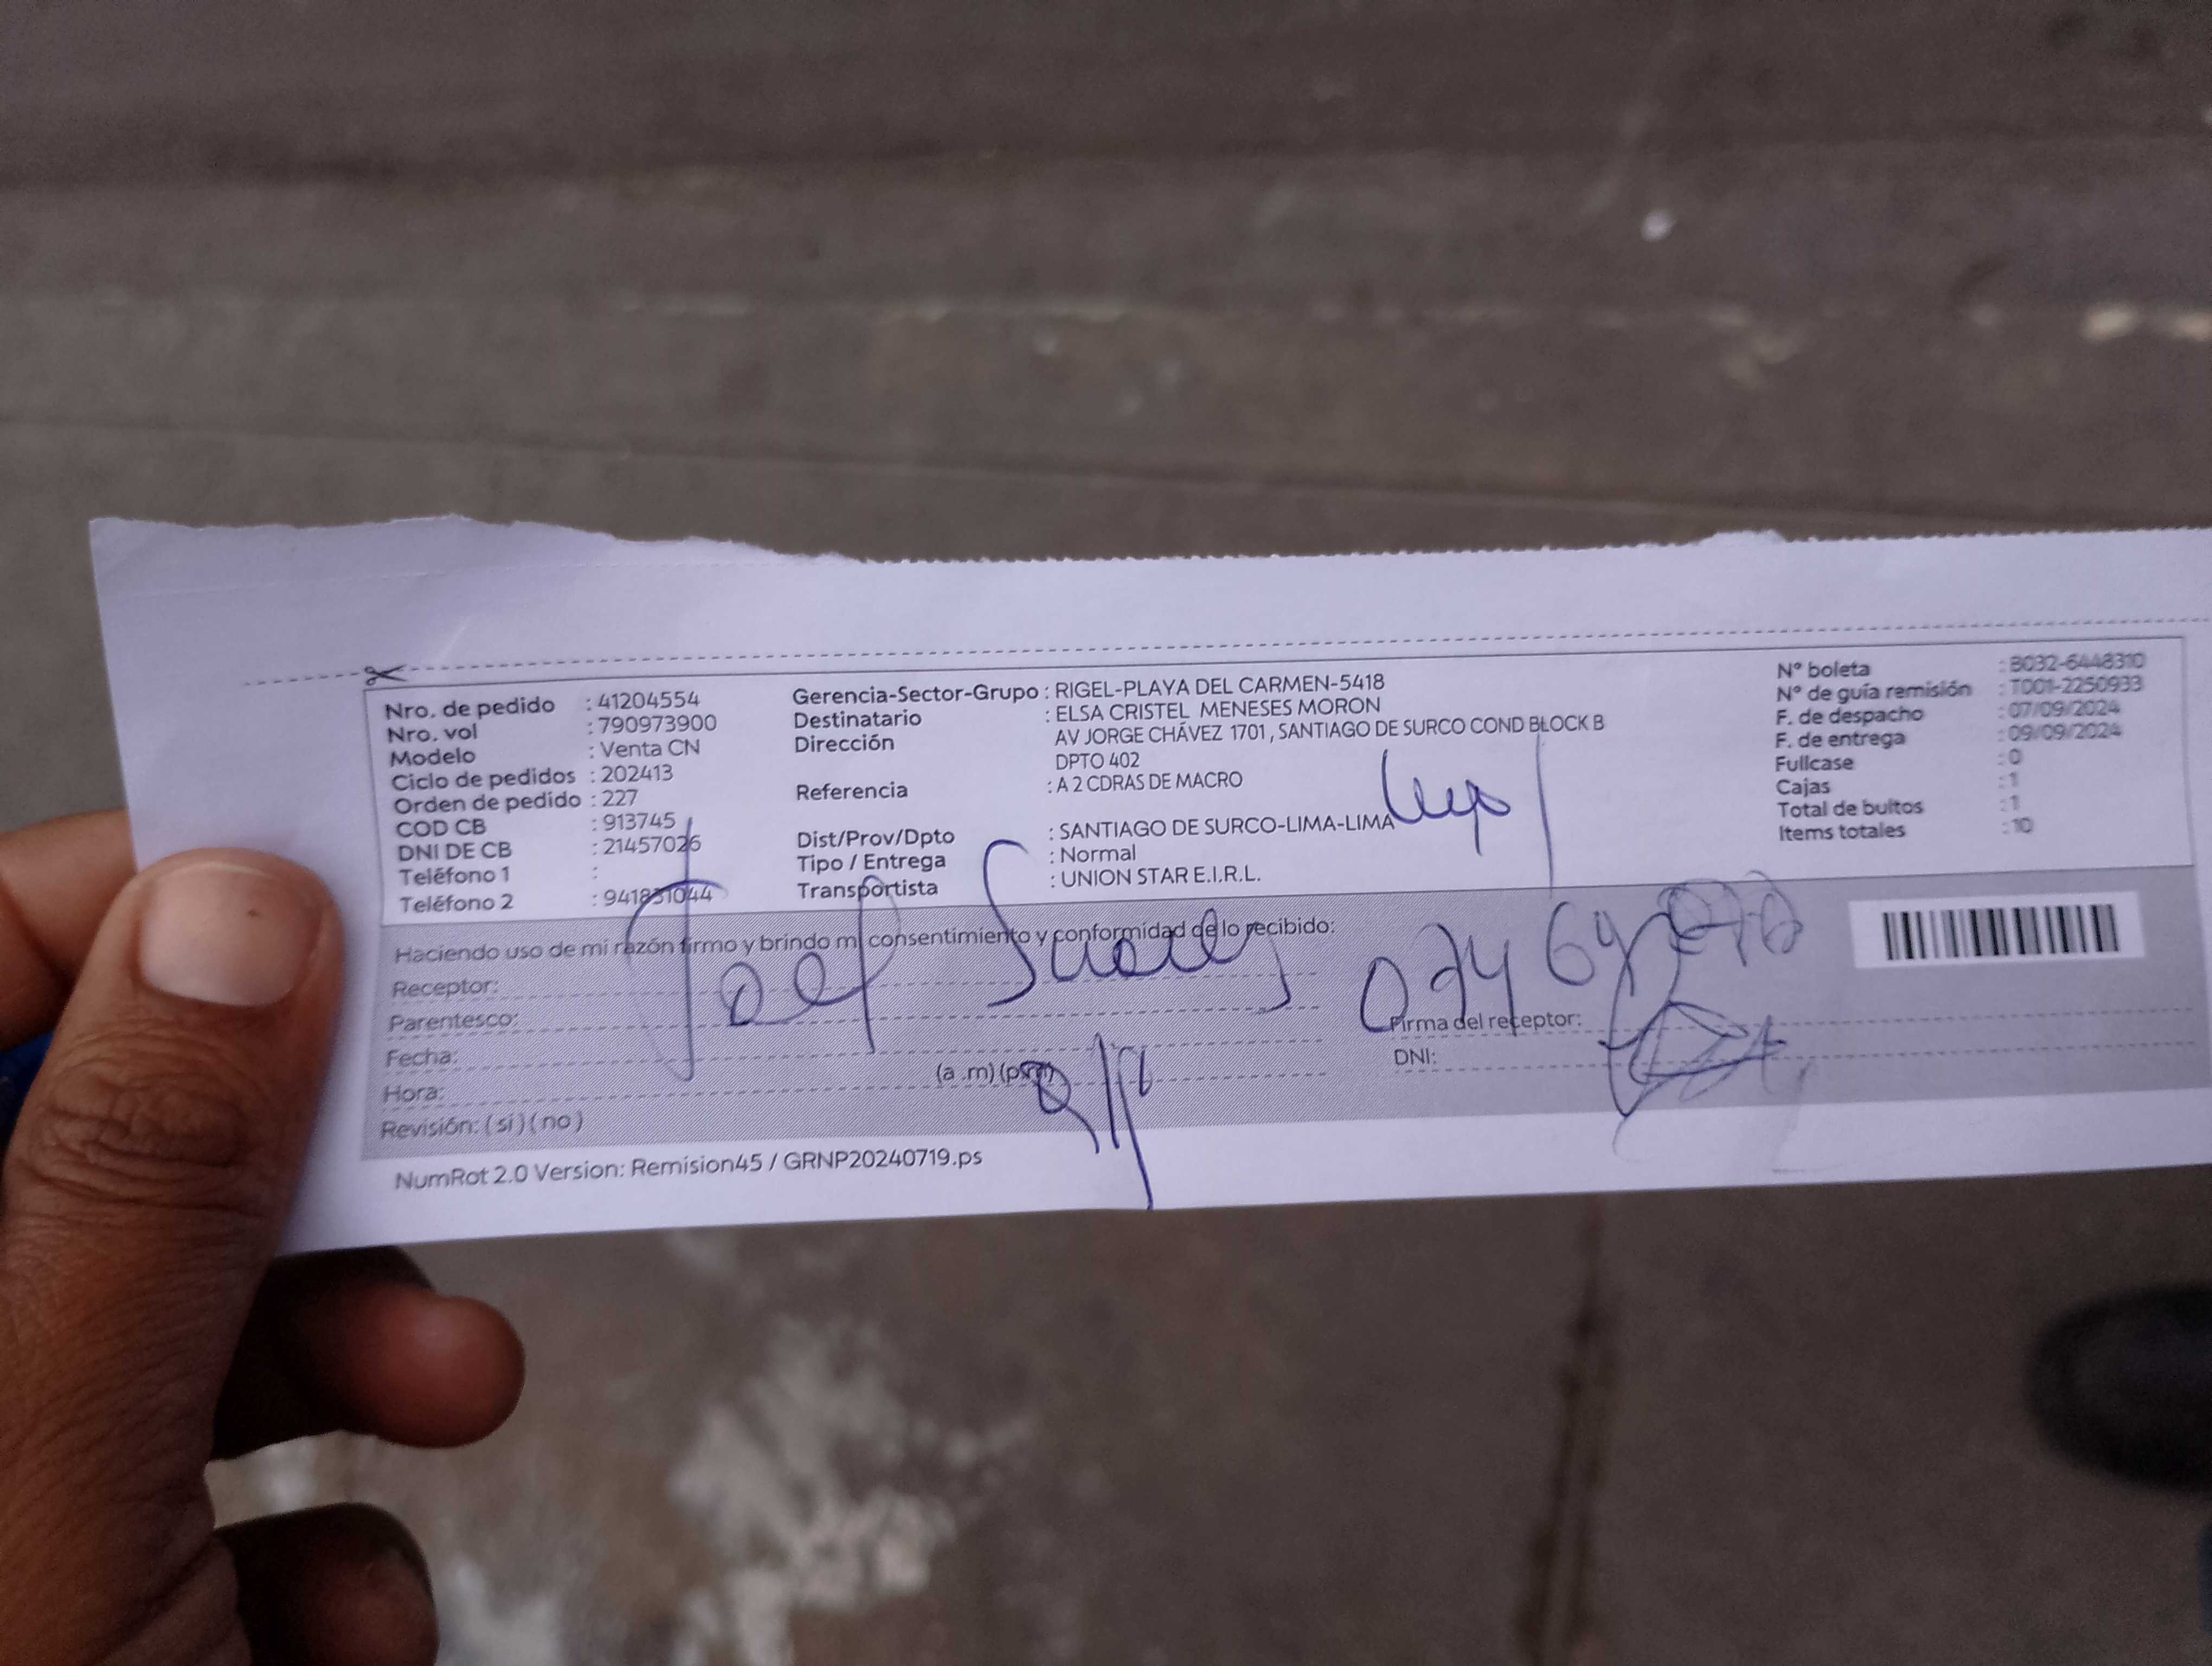 Nro. de pedido : 41204554
Nro. vol : 790973900
Modelo : Venta CN
Ciclo de pedidos : 202413
Orden de pedido : 227
COD CB : 913745
DNI DE CB : 21457026
Teléfono 1 :
Teléfono 2 : 941831044
Gerencia-Sector-Grupo : RIGEL-PLAYA DEL CARMEN-5418
Destinatario : ELSA CRISTEL MENESES MORON
Dirección AV JORGE CHÁVEZ 1701, SANTIAGO DE SURCO COND BLOCK B
DPTO 402
Referencia : A 2 CDRAS DE MACRO
Dist/Prov/Dpto : SANTIAGO DE SURCO-LIMA-LIMA
Tipo / Entrega : Normal
Transportista : UNION STAR E.I.R.L.
N° boleta : B032-6448310
N° de guía remisión : T001-2250933
F. de despacho : 07/09/2024
F. de entrega : 09/09/2024
Fullcase : 0
Cajas : 1
Total de bultos : 1
Items totales : 10
Haciendo uso de mi razón firmo y brindo mi consentimiento y conformidad de lo recibido:
Receptor:
Joel
Parentesco:
Fecha:
Hora: (a .m) (p.m)
Revisión: ( si ) ( no )
Firma del receptor:
DNI:
NumRot 2.0 Version: Remision45 / GRNP20240719.ps